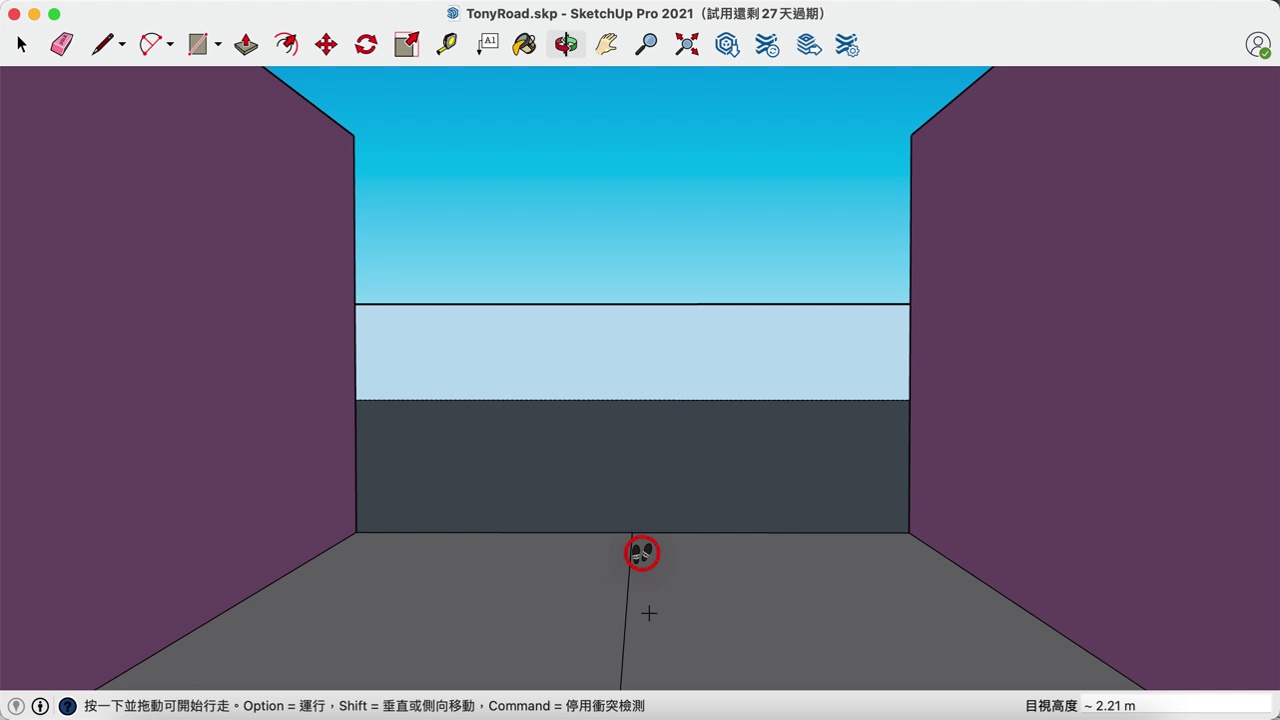 TonyRoad.skp - SketchUp Pro 2021（試用還剩 27 天過期）
A1
?
按一下並拖動可開始行走。Option = 運行，Shift = 垂直或側向移動，Command = 停用衝突檢測
目視高度 ~ 2.21 m